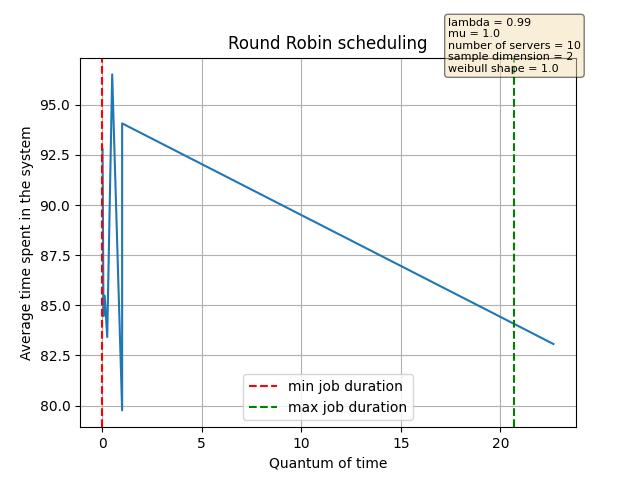 Round Robin scheduling
lambda = 0.99
mu = 1.0
number of servers = 10
sample dimension = 2
weibull shape = 1.0
Average time spent in the system
95.0
92.5
90.0
87.5
85.0
82.5
80.0
min job duration
max job duration
0 5 10 15 20
Quantum of time